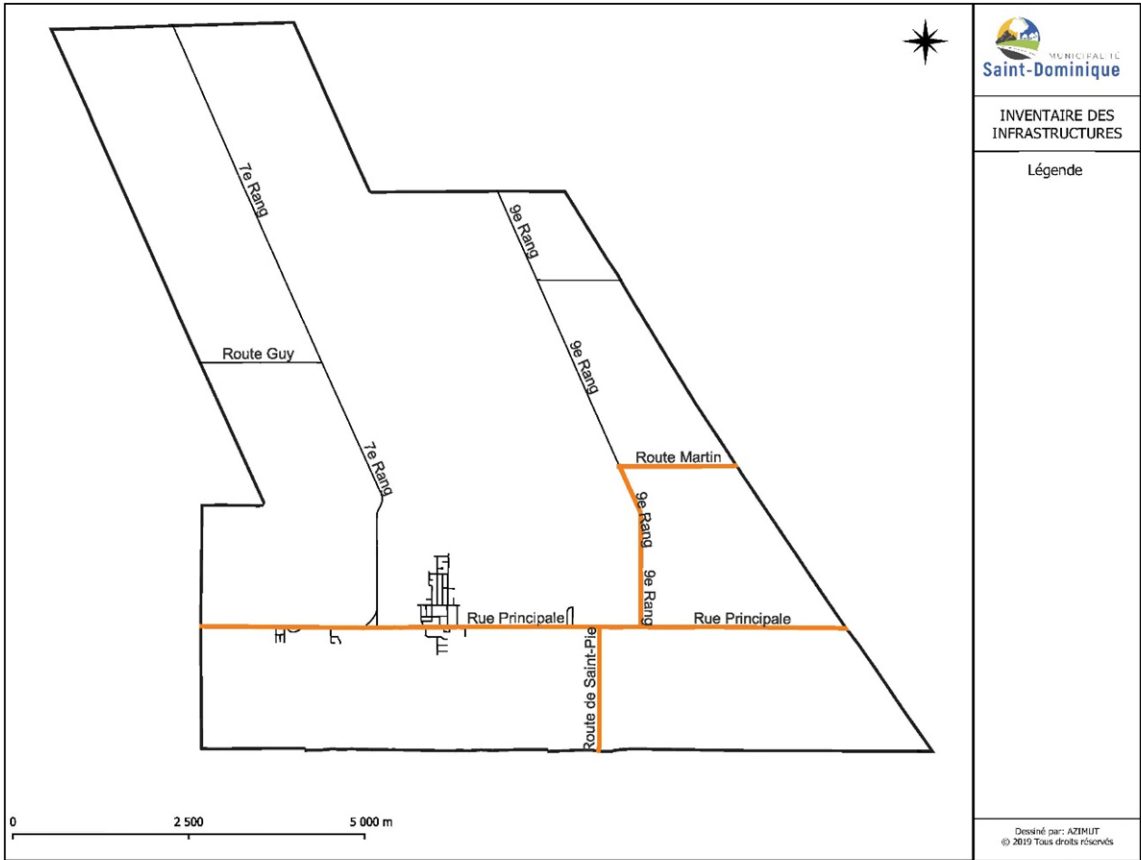 MUNICIPALITÉ
Saint-Dominique
INVENTAIRE DES
INFRASTRUCTURES
Légende
7e Rang
9e Rang
Route Guy
9e Rang
7e Rang
Route Martin
9e Rang
9e Rang
Rue Principale
Rue Principale
Route de Saint-Pie
0 2 500 5 000 m
Dessiné par: AZIMUT
© 2019 Tous droits réservés